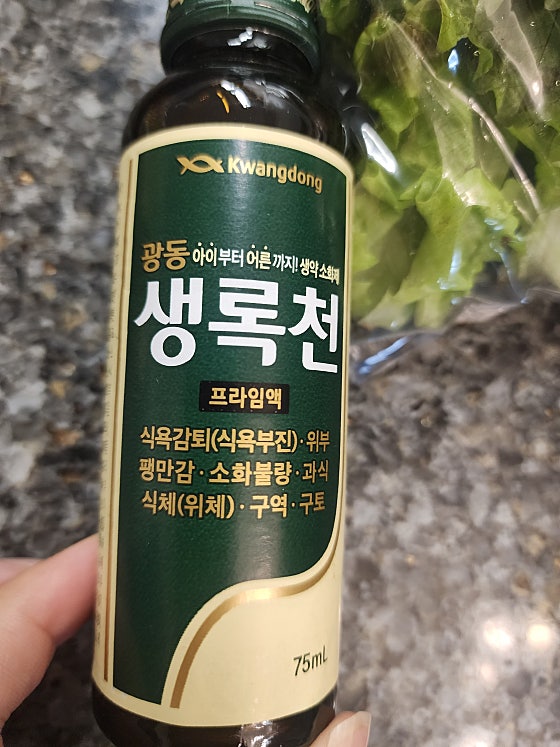 Kwangdong
광동 아이부터 어른까지! 생약 소화제
생록천
프라임액
식욕감퇴(식욕부진)·위부
팽만감·소화불량·과식
식체(위체)·구역·구토
75mL